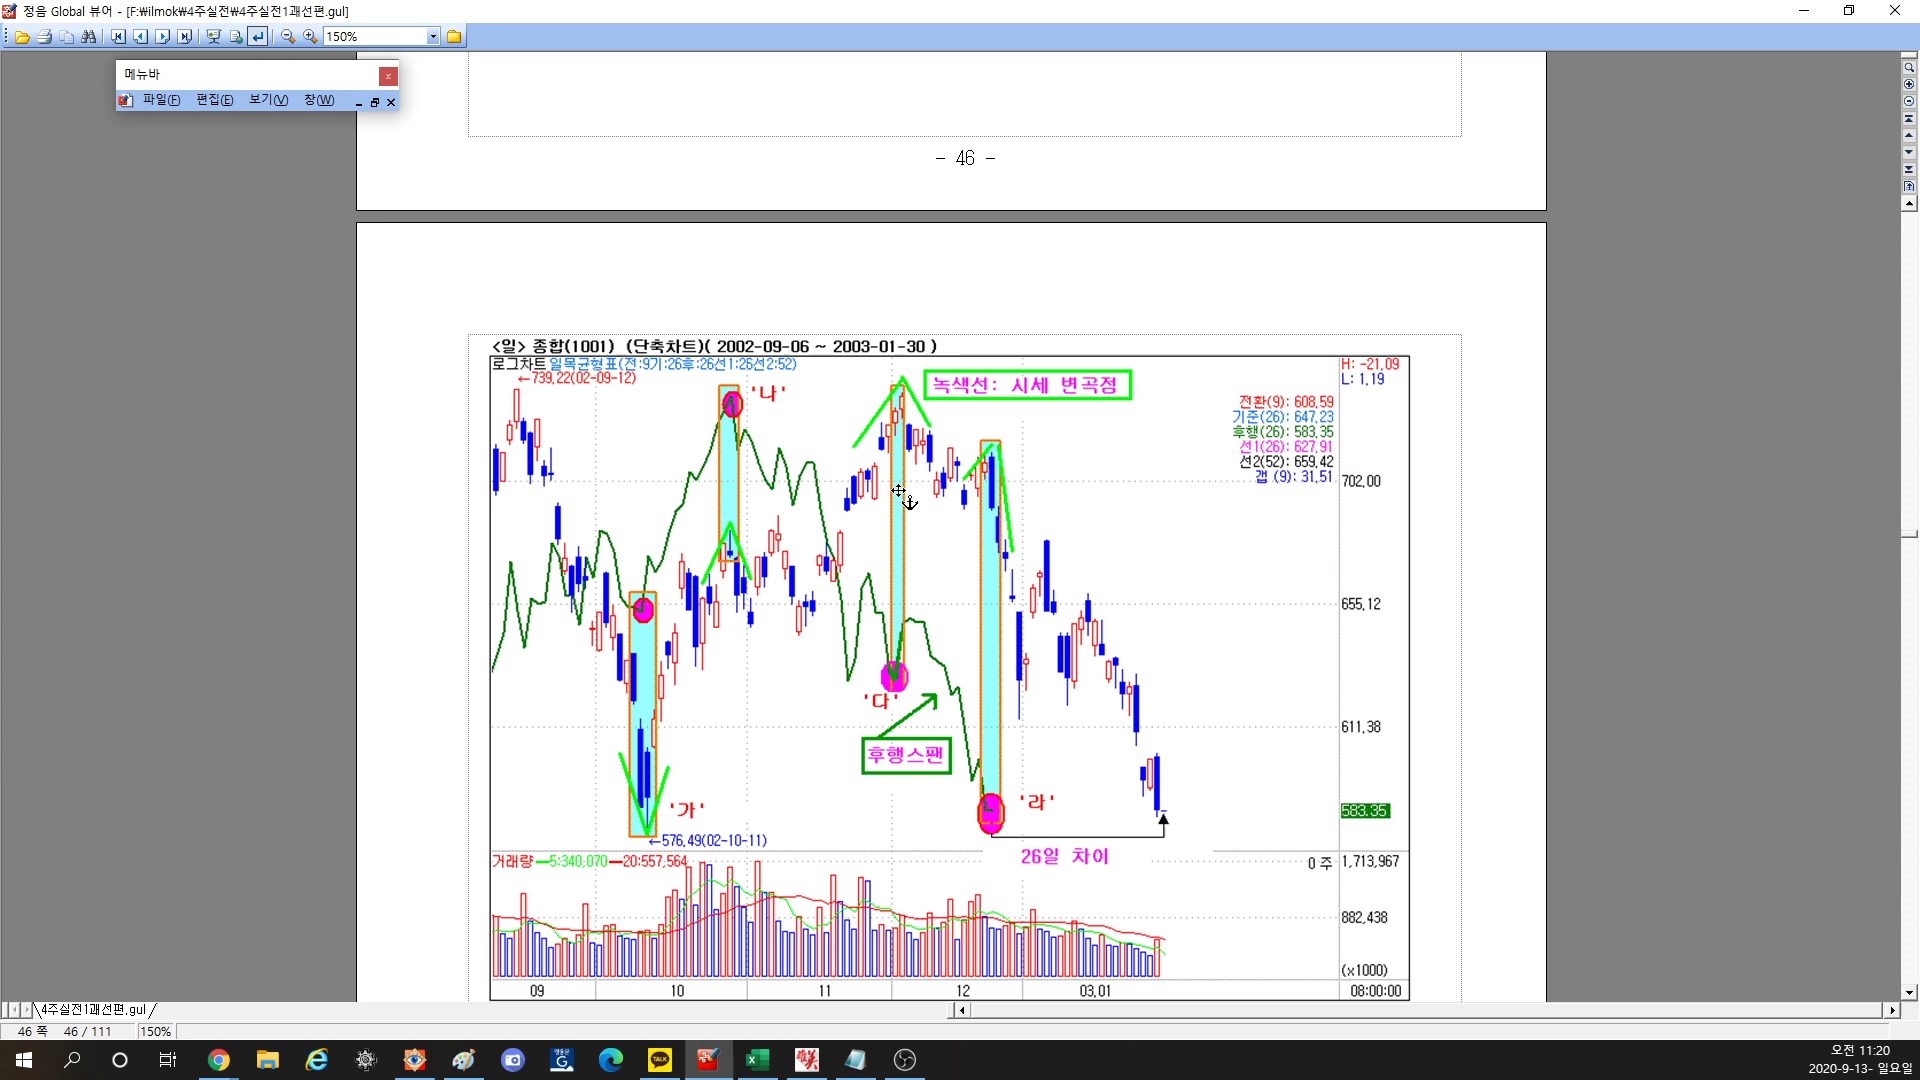 정음 Global 뷰어 - [F:₩ilmok₩4주실전₩4주실전1괘선편.gul]
150%
메뉴바
파일(F) 편집(E) 보기(V) 창(W)
- 46 -
<일> 종합(1001) (단축차트)( 2002-09-06 ~ 2003-01-30 )
로그차트 일목균형표(전:9기:26후:26선1:26선2:52)
←739,22(02-09-12)
H: -21,09
L: 1,19
'나'
녹색선: 시세 변곡점
전환(9): 608,59
기준(26): 647,23
후행(26): 583,35
선1(26): 627,91
선2(52): 659,42
갭 (9): 31,51
702,00
655,12
'다'
611,38
후행스팬
'가'
'라'
583,35
←576,49(02-10-11)
26일 차이
거래량 5:340,070 20:557,564
0 주
1,713,967
882,438
(x1000)
09 10 11 12 03,01 08:00:00
4주실전1괘선편,gul
46 쪽 46 / 111 150%
TALK
오전 11:20
2020-9-13- 일요일